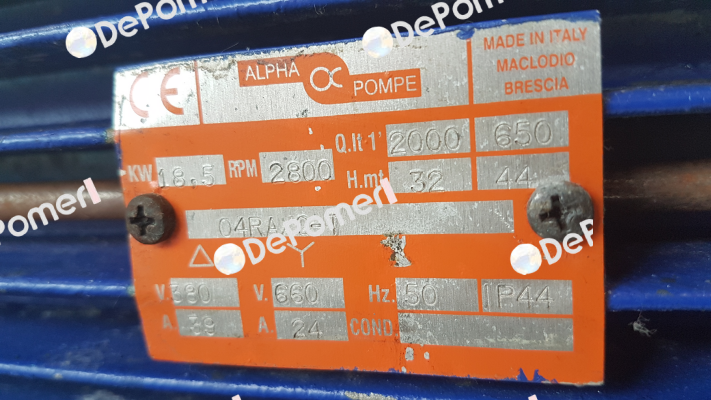 DePomeri
CE
ALPHA POMPE
MADE IN ITALY
MACLODIO
BRESCIA
Q.lt·1' 2000 650
KW 18.5 RPM 2800
H.mt. 32 44
△ Y
V. 380 V. 660 Hz. 50 IP44
A. 39 A. 24 COND.